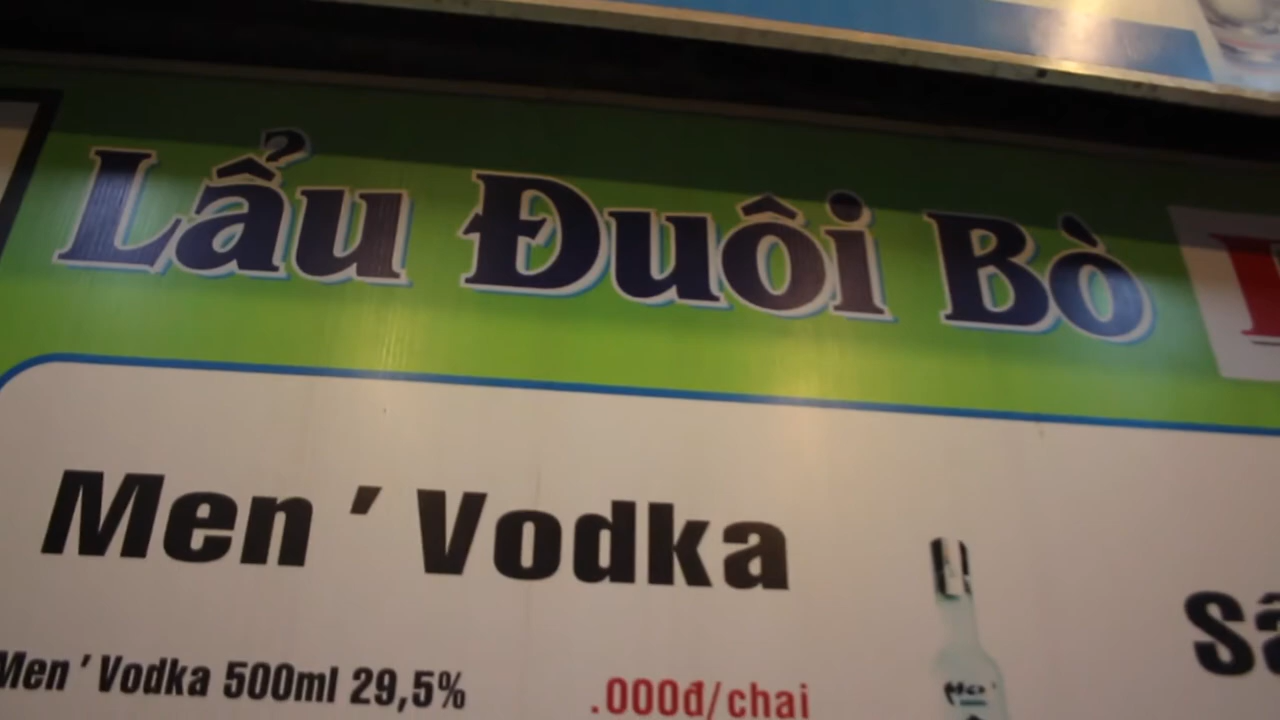 Lẩu Đuôi Bò
Men ' Vodka
Men ' Vodka 500ml 29,5%
.000đ/chai